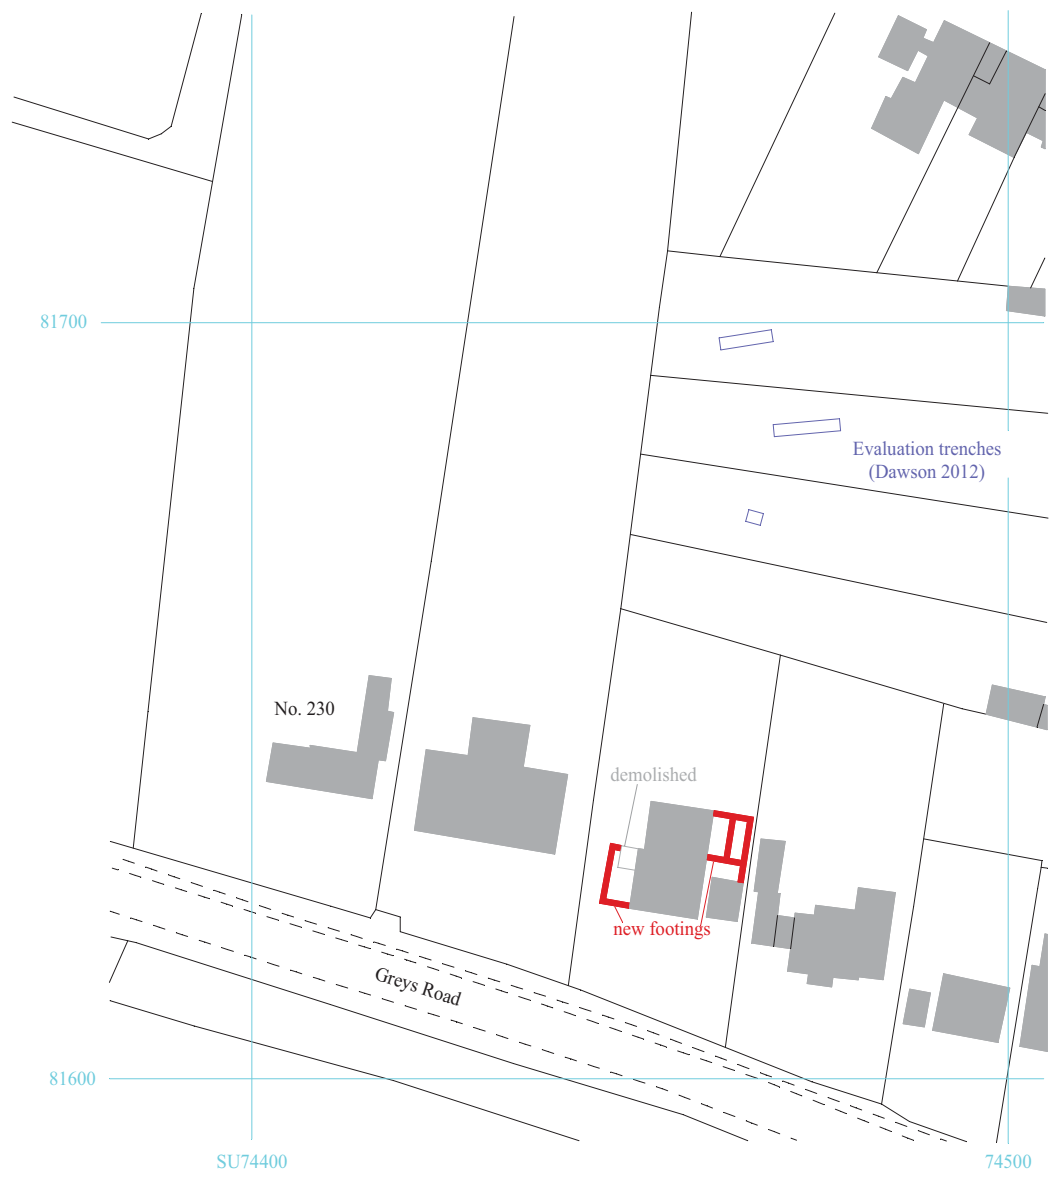 81700
Evaluation trenches
(Dawson 2012)
No. 230
demolished
new footings
Greys Road
81600
SU74400
74500